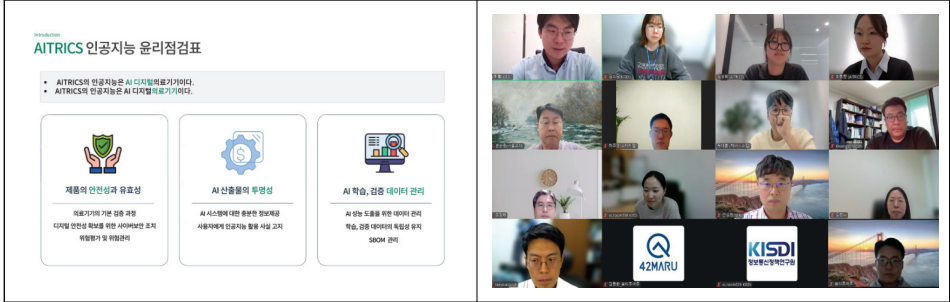 Introduction
AITRICS 인공지능 윤리점검표
• AITRICS의 인공지능은 AI 디지털의료기기이다.
• AITRICS의 인공지능은 AI 디지털의료기기이다.
제품의 안전성과 유효성
의료기기의 기본 검증 과정
디지털 안전성 확보를 위한 사이버보안 조치
위험평가 및 위험관리
AI 산출물의 투명성
AI 시스템에 대한 충분한 정보제공
사용자에게 인공지능 활용 사실 고지
AI 학습, 검증 데이터 관리
AI 성능 도출을 위한 데이터 관리
학습, 검증 데이터의 독립성 유지
SBOM 관리
42MARU
KISDI
정보통신정책연구원